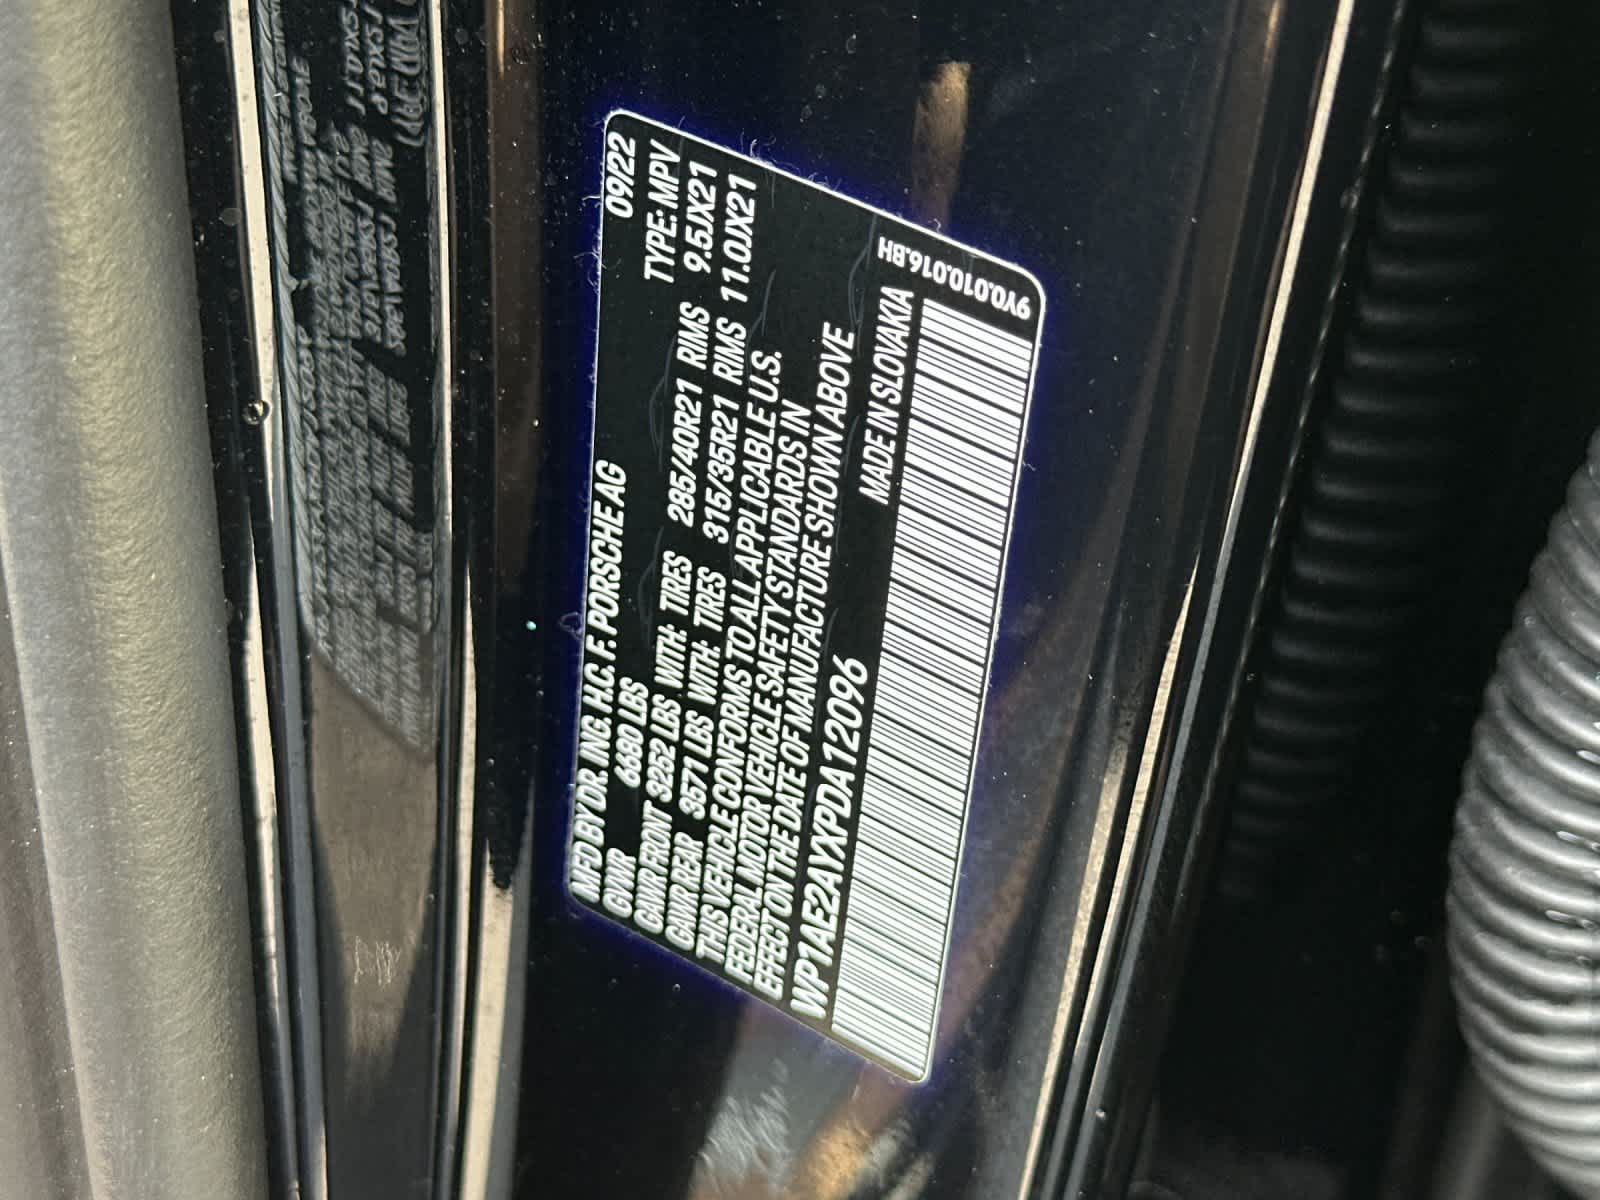 MFD BY DR. ING. H.C. F. PORSCHE AG 09/22
GVWR 6680 LBS TYPE: MPV
GAWR FRONT 3252 LBS WITH: TIRES 285/40R21 RIMS 9.5JX21
GAWR REAR 3571 LBS WITH: TIRES 315/35R21 RIMS 11.0JX21
THIS VEHICLE CONFORMS TO ALL APPLICABLE U.S.
FEDERAL MOTOR VEHICLE SAFETY STANDARDS IN
EFFECT ON THE DATE OF MANUFACTURE SHOWN ABOVE
WP1AE2AYXPDA12096 MADE IN SLOVAKIA
9Y0.010.016.BH